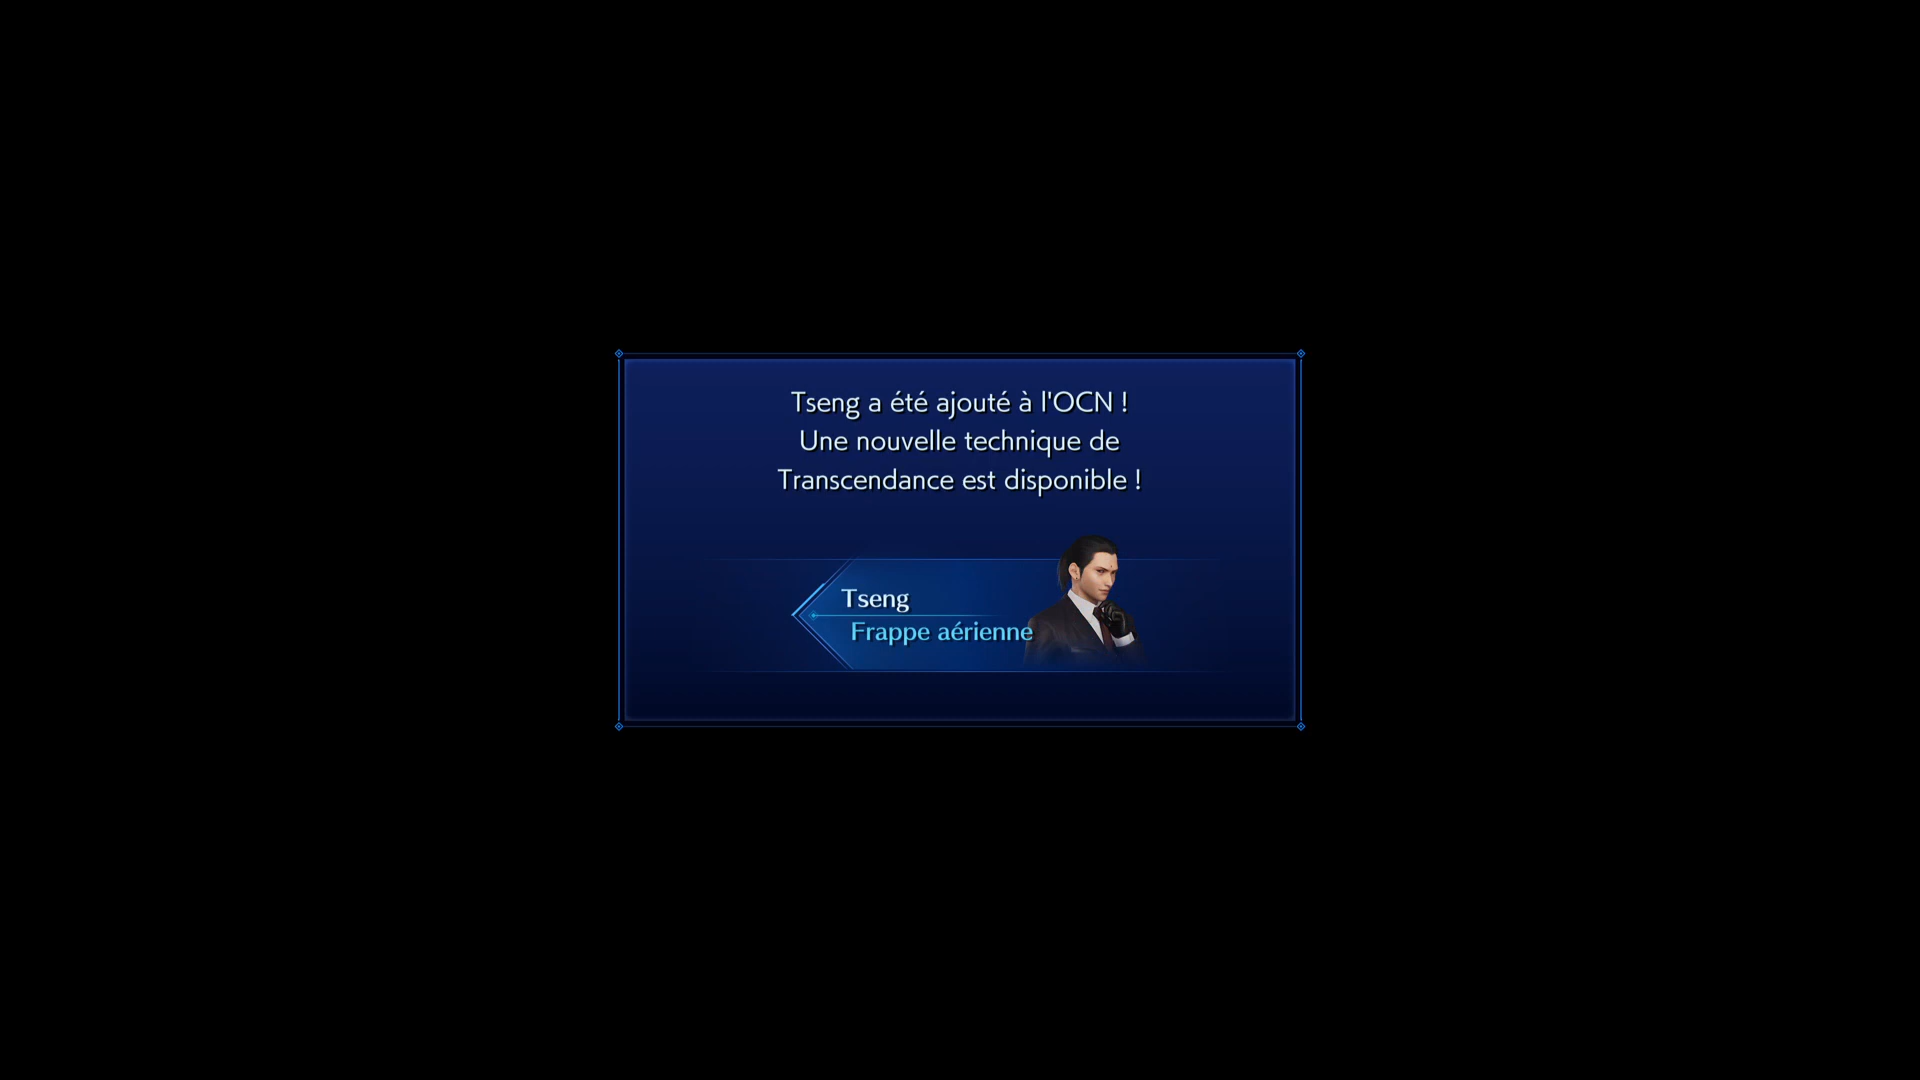 Tseng a été ajouté à l'OCN !
Une nouvelle technique de
Transcendance est disponible !
Tseng
Frappe aérienne